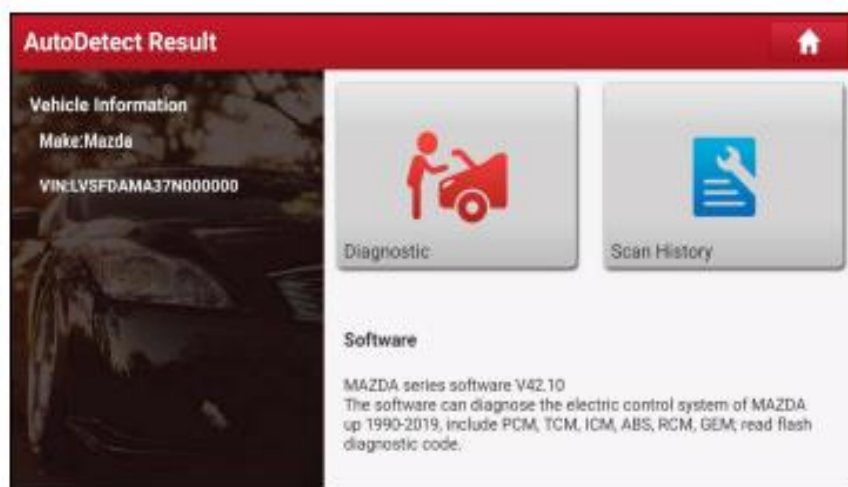 AutoDetect Result
Vehicle Information
Make:Mazda
VIN:LVSFDAMA37N000000
Diagnostic
Scan History
Software
MAZDA series software V42.10
The software can diagnose the electric control system of MAZDA
up 1990-2019, include PCM, TCM, ICM, ABS, RCM, GEM; read flash
diagnostic code.